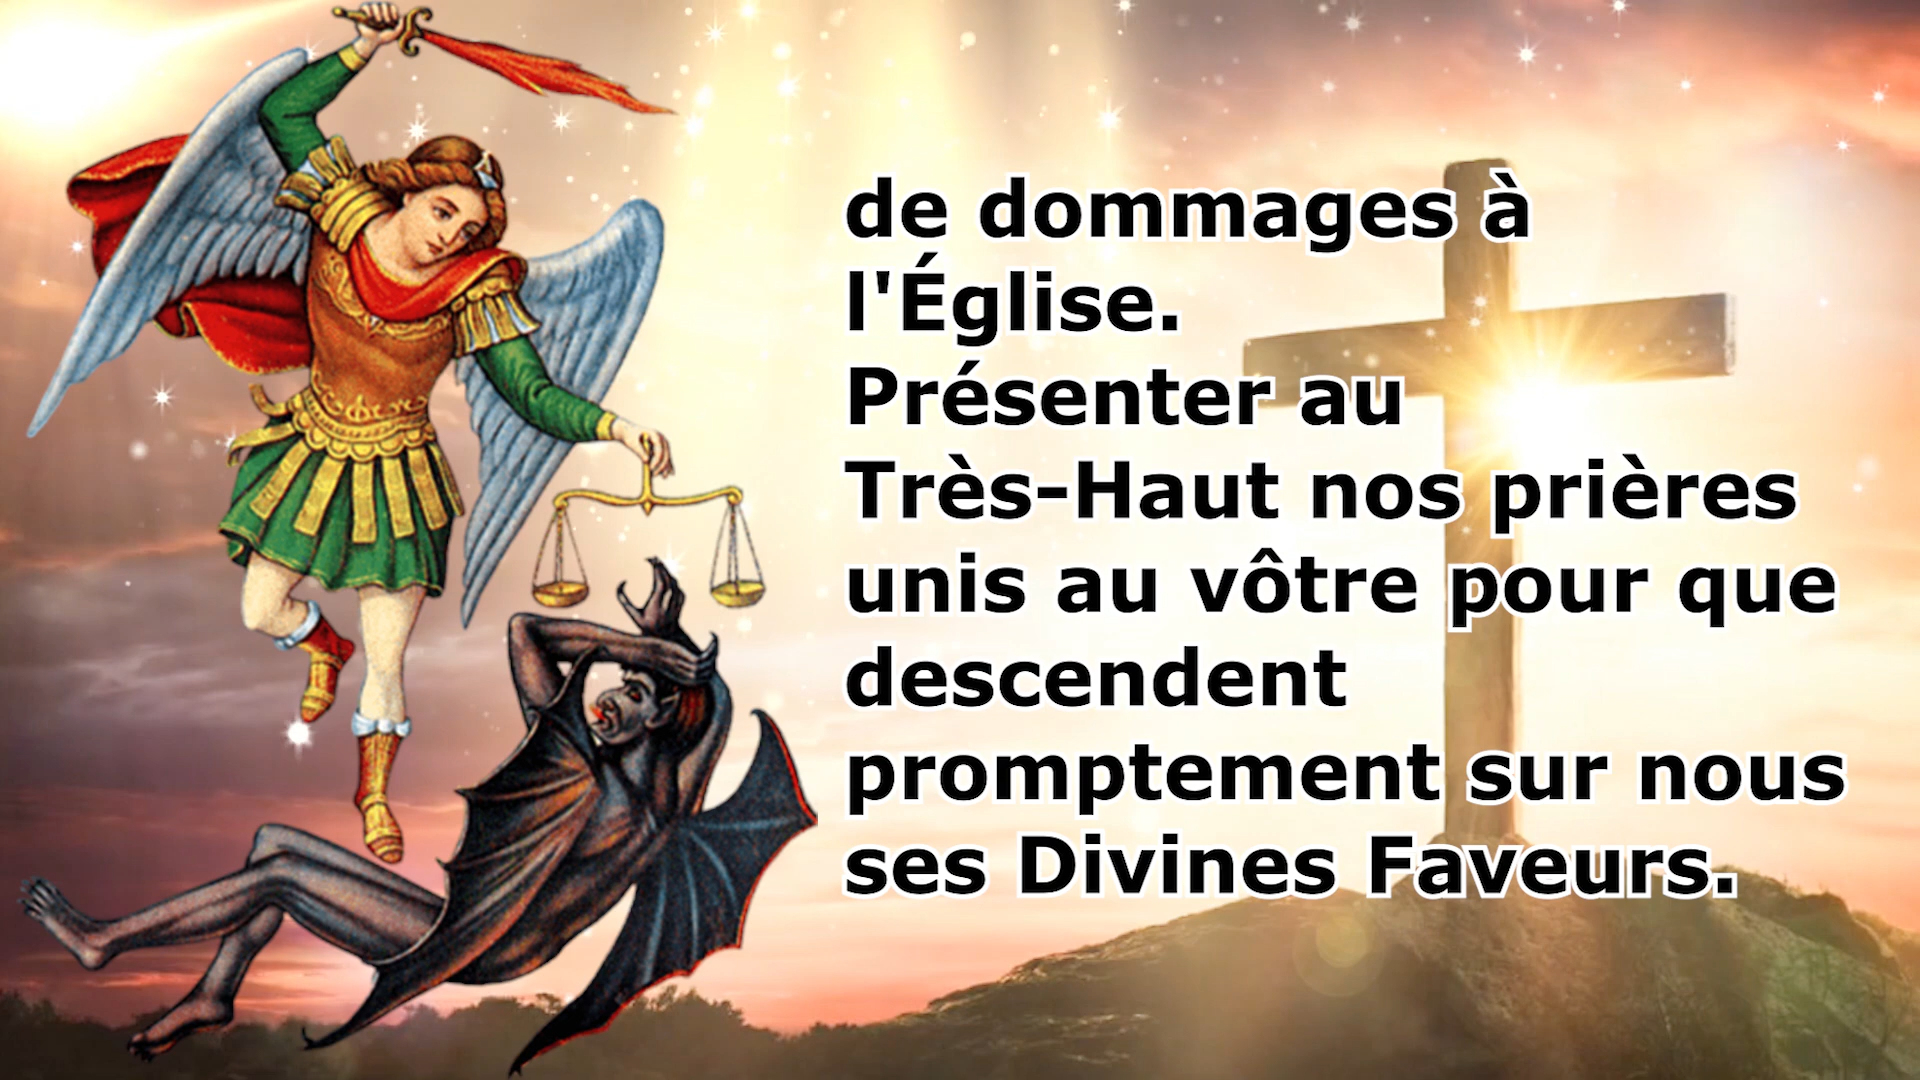 de dommages à
l'Église.
Présenter au
Très-Haut nos prières
unis au vôtre pour que
descendent
promptement sur nous
ses Divines Faveurs.